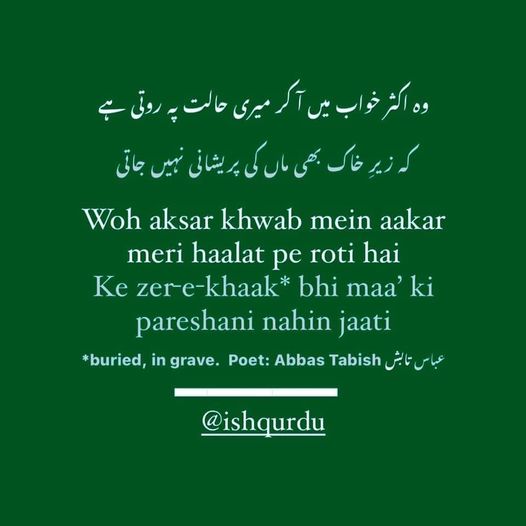 وہ اکثر خواب میں آ کر میری حالت پہ روتی ہے
کہ زیرِ خاک بھی ماں کی پریشانی نہیں جاتی
Woh aksar khwab mein aakar
meri haalat pe roti hai
Ke zer-e-khaak* bhi maa’ ki
pareshani nahin jaati
*buried, in grave. Poet: Abbas Tabish عباس تابش
@ishqurdu